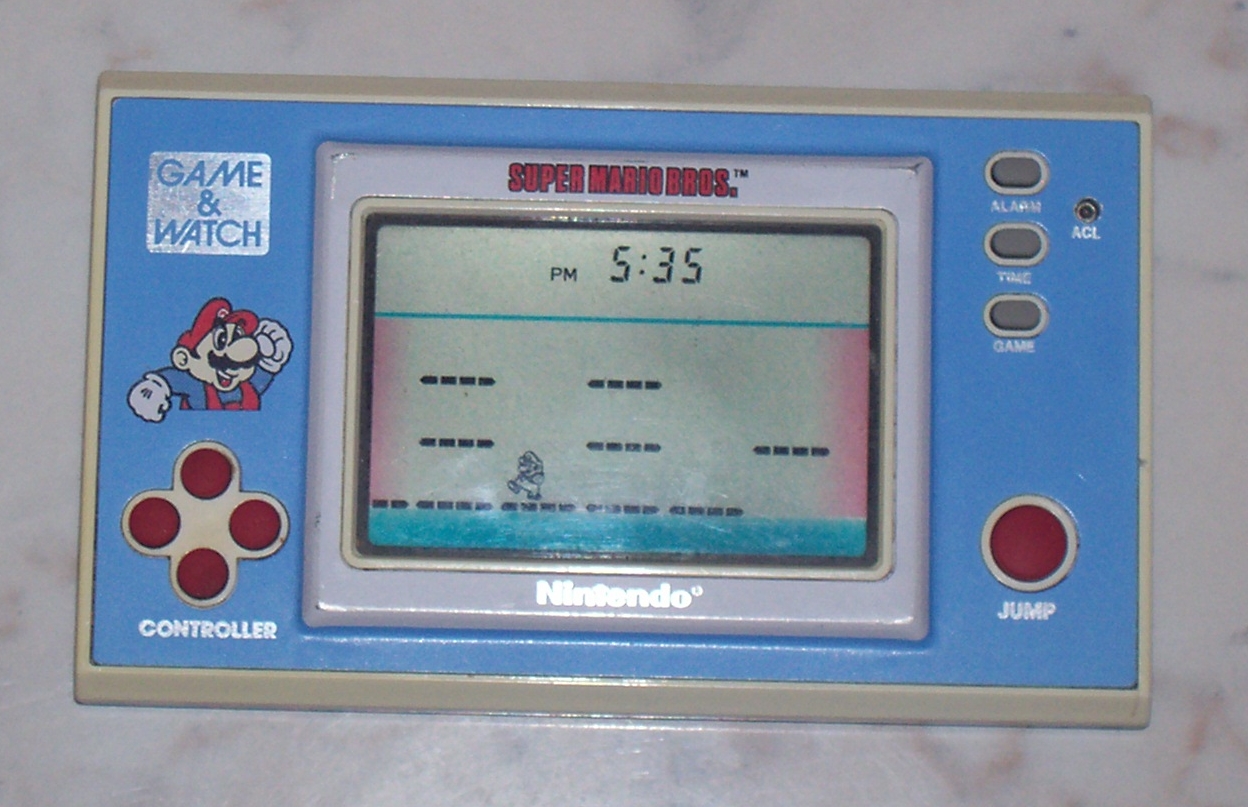 GAME
&
WATCH
SUPER MARIO BROS.™
PM 5:35
ALARM
ACL
TIME
GAME
Nintendo®
CONTROLLER
JUMP